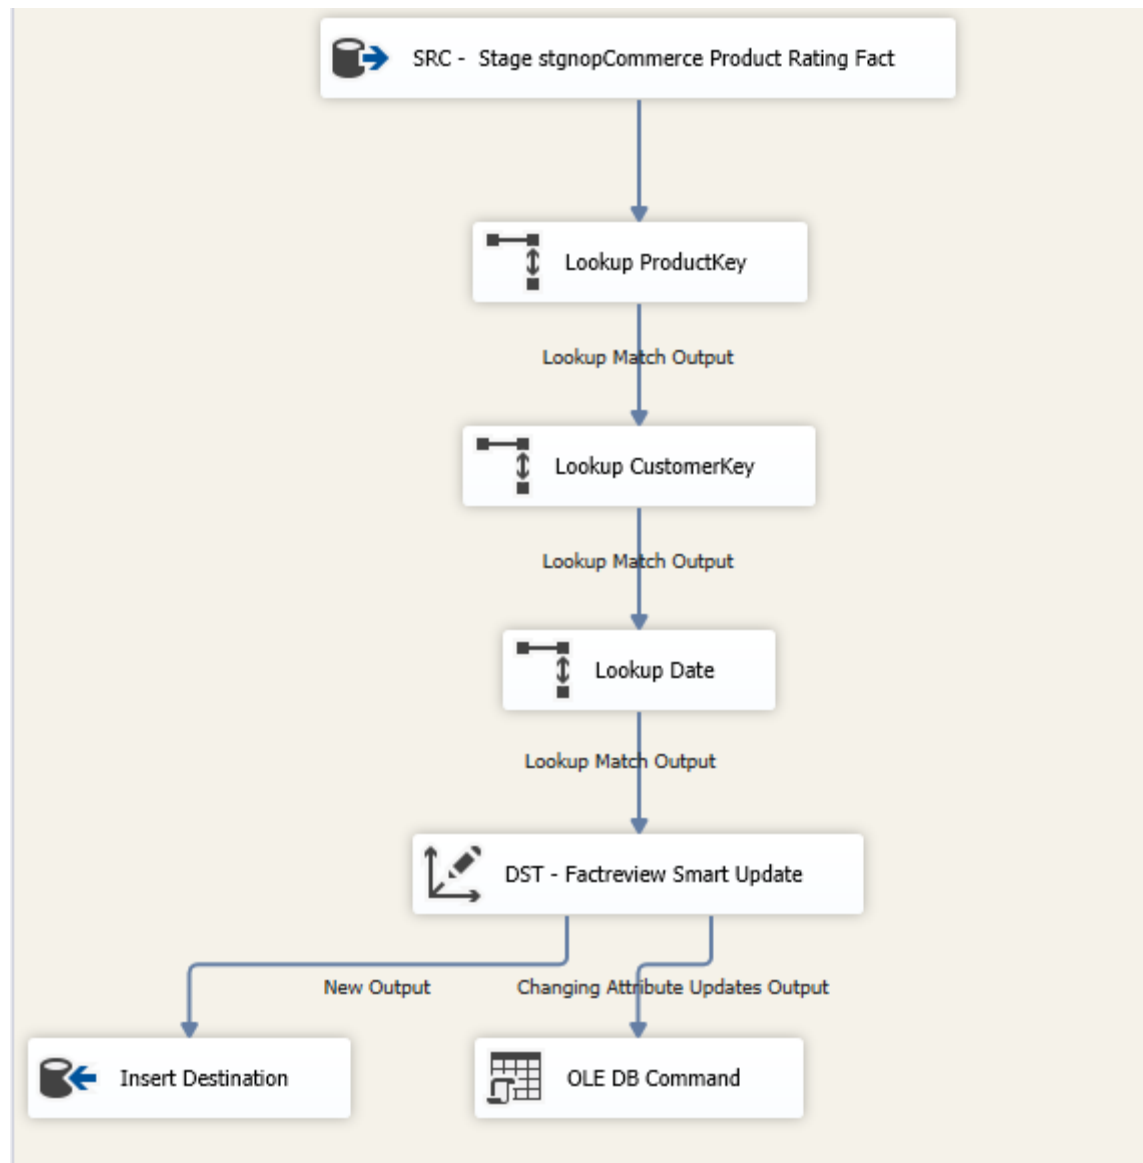 SRC -  Stage stgnopCommerce Product Rating Fact
Lookup ProductKey
Lookup Match Output
Lookup CustomerKey
Lookup Match Output
Lookup Date
Lookup Match Output
DST - Factreview Smart Update
New Output
Changing Attribute Updates Output
Insert Destination
OLE DB Command